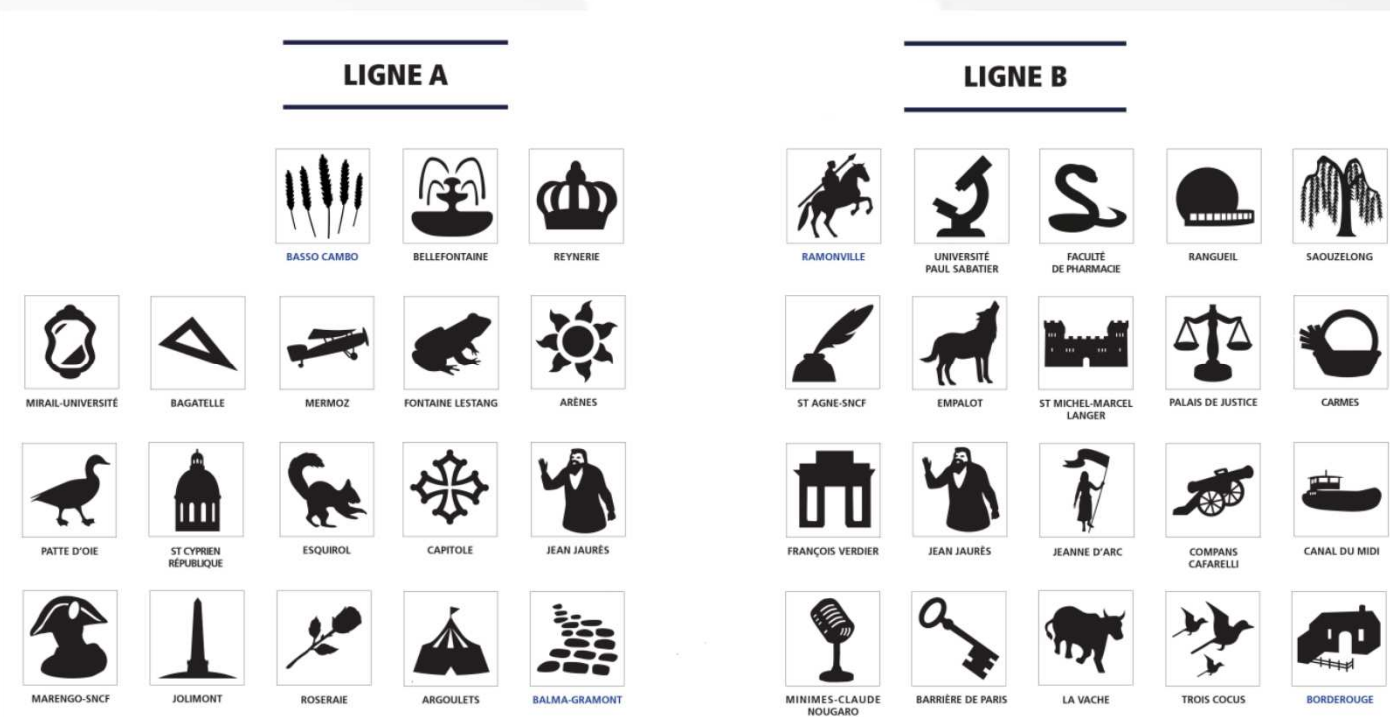 LIGNE A
BASSO CAMBO
BELLEFONTAINE
REYNERIE
MIRAIL-UNIVERSITÉ
BAGATELLE
MERMOZ
FONTAINE LESTANG
ARÈNES
PATTE D'OIE
ST CYPRIEN
RÉPUBLIQUE
ESQUIROL
CAPITOLE
JEAN JAURÈS
MARENGO-SNCF
JOLIMONT
ROSERAIE
ARGOULETS
BALMA-GRAMONT
LIGNE B
RAMONVILLE
UNIVERSITÉ
PAUL SABATIER
FACULTÉ
DE PHARMACIE
RANGUEIL
SAOUZELONG
ST AGNE-SNCF
EMPALOT
ST MICHEL-MARCEL
LANGER
PALAIS DE JUSTICE
CARMES
FRANÇOIS VERDIER
JEAN JAURÈS
JEANNE D'ARC
COMPANS
CAFARELLI
CANAL DU MIDI
MINIMES-CLAUDE
NOUGARO
BARRIÈRE DE PARIS
LA VACHE
TROIS COCUS
BORDEROUGE